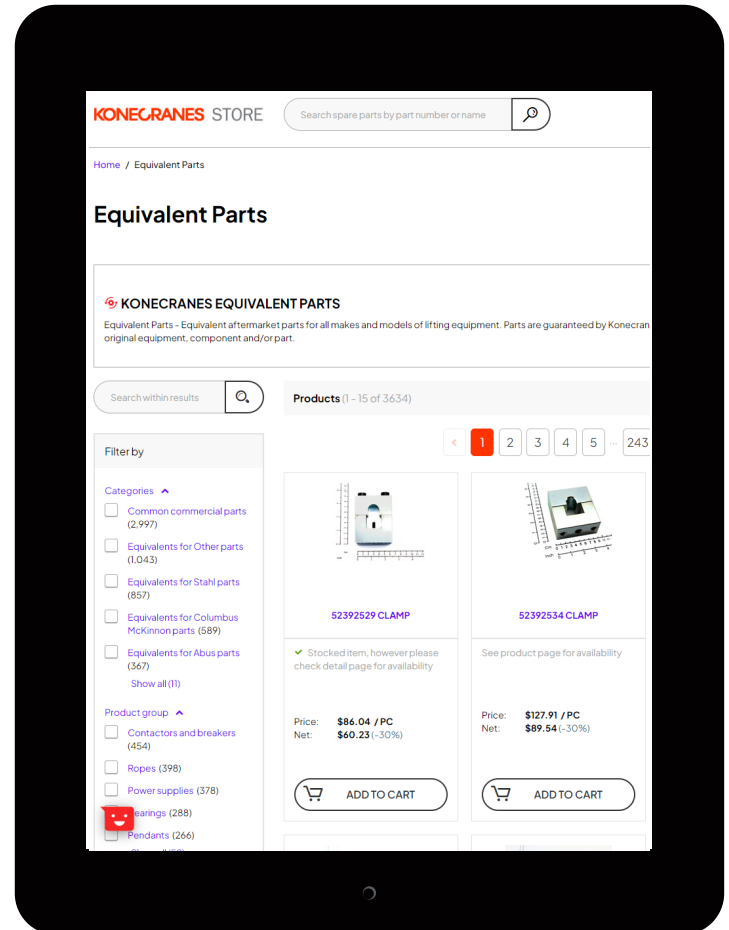 KONECRANES STORE
Search spare parts by part number or name
Home / Equivalent Parts
Equivalent Parts
KONECRANES EQUIVALENT PARTS
Equivalent Parts - Equivalent aftermarket parts for all makes and models of lifting equipment. Parts are guaranteed by Konecran
original equipment, component and/or part.
Search within results
Products (1 - 15 of 3634)
< 1 2 3 4 5 ... 243
Filter by
Categories
Common commercial parts
(2,997)
Equivalents for Other parts
(1,043)
Equivalents for Stahl parts
(857)
Equivalents for Columbus
McKinnon parts (589)
Equivalents for Abus parts
(367)
Show all (11)
Product group
Contactors and breakers
(454)
Ropes (398)
Power supplies (378)
earings (288)
Pendants (266)
52392529 CLAMP
Stocked item, however please
check detail page for availability
Price: $86.04 / PC
Net: $60.23 (-30%)
ADD TO CART
52392534 CLAMP
See product page for availability
Price: $127.91 / PC
Net: $89.54 (-30%)
ADD TO CART